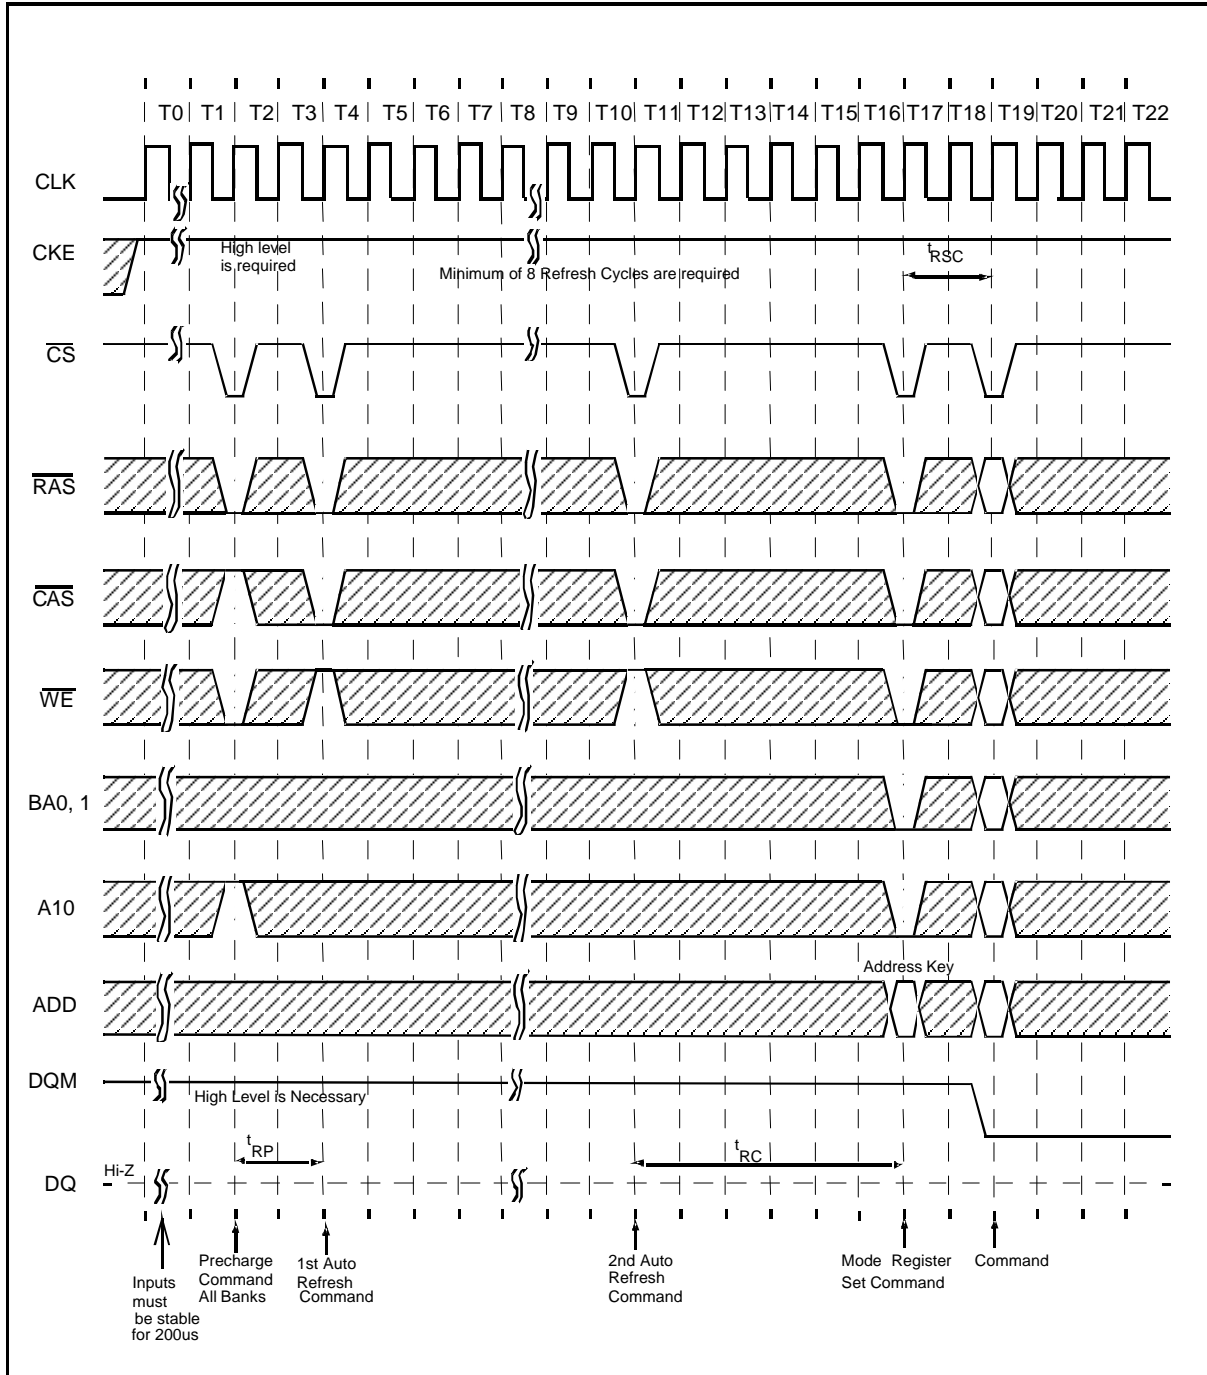 T0 T1 T2 T3 T4 T5 T6 T7 T8 T9 T10 T11 T12 T13 T14 T15 T16 T17 T18 T19 T20 T21 T22
CLK
CKE
High level
is required
Minimum of 8 Refresh Cycles are required
tRSC
CS
RAS
CAS
WE
BA0, 1
A10
Address Key
ADD
DQM
High Level is Necessary
tRP
tRC
Hi-Z
DQ
Inputs
must
be stable
for 200us
Precharge
Command
All Banks
1st Auto
Refresh
Command
2nd Auto
Refresh
Command
Mode Register
Set Command
Command